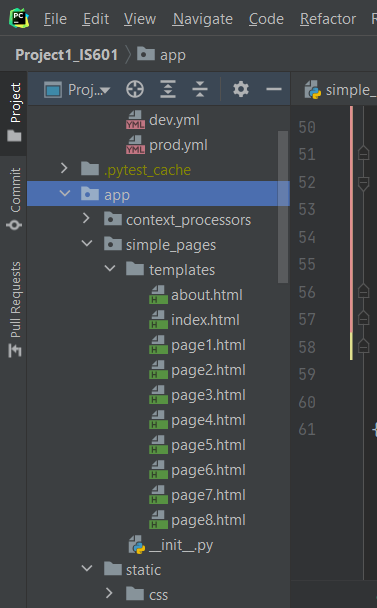 PC File Edit View Navigate Code Refactor
Project1_IS601 app
Project
Commit
Pull Requests
Proj...
simple_
YML dev.yml
YML prod.yml
.pytest_cache
app
context_processors
simple_pages
templates
H about.html
H index.html
H page1.html
H page2.html
H page3.html
H page4.html
H page5.html
H page6.html
H page7.html
H page8.html
__init__.py
static
css
50
51
52
53
54
55
56
57
58
59
60
61